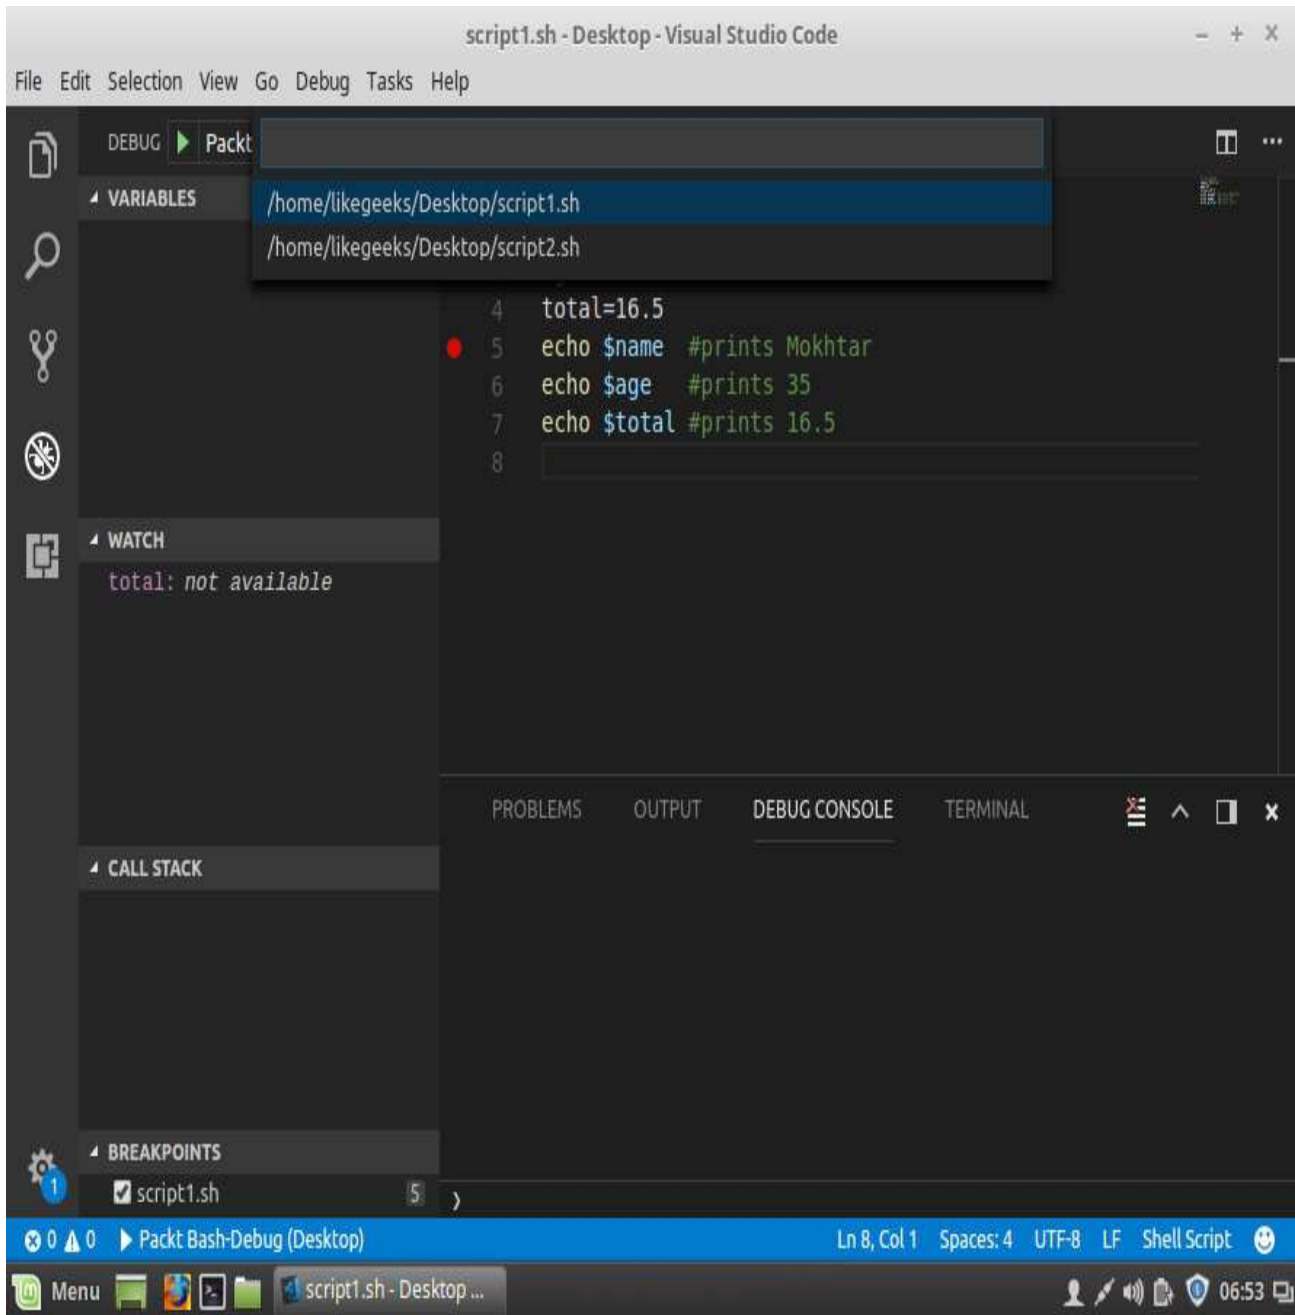 script1.sh - Desktop - Visual Studio Code
File Edit Selection View Go Debug Tasks Help
DEBUG Packt
VARIABLES
/home/likegeeks/Desktop/script1.sh
/home/likegeeks/Desktop/script2.sh
4 total=16.5
5 echo $name #prints Mokhtar
6 echo $age #prints 35
7 echo $total #prints 16.5
8
WATCH
total: not available
PROBLEMS OUTPUT DEBUG CONSOLE TERMINAL
CALL STACK
BREAKPOINTS
1
script1.sh 5
0 0 Packt Bash-Debug (Desktop) Ln 8, Col 1 Spaces: 4 UTF-8 LF Shell Script
Menu script1.sh - Desktop ... 06:53